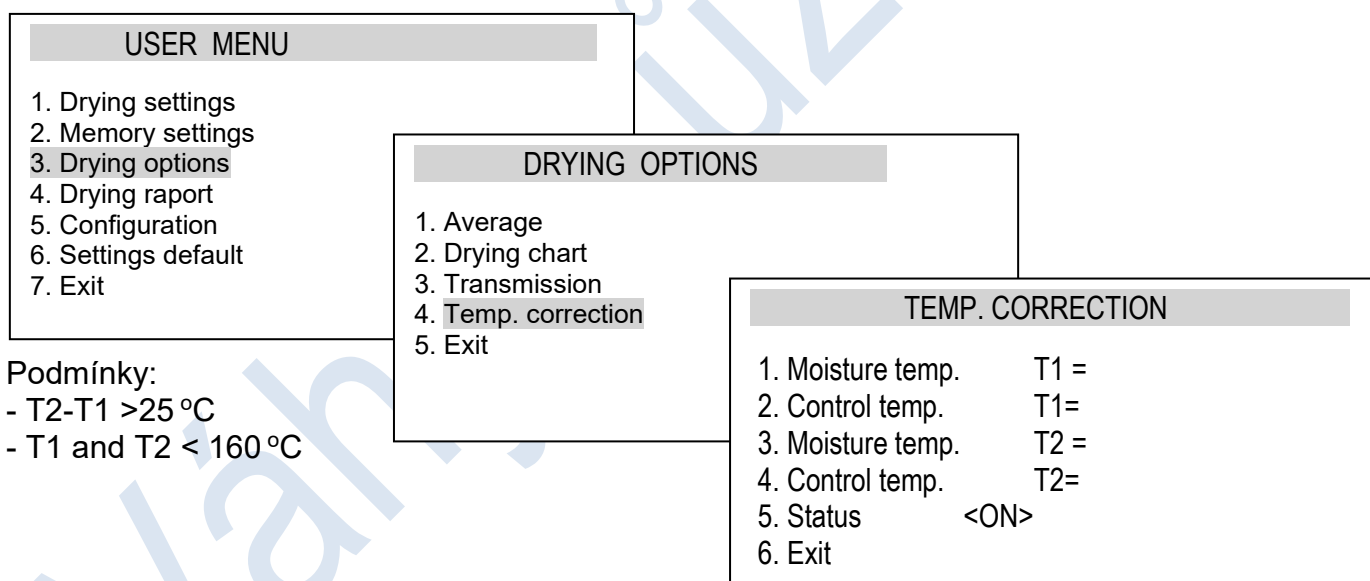 USER MENU
1. Drying settings
2. Memory settings
3. Drying options
4. Drying raport
5. Configuration
6. Settings default
7. Exit
DRYING OPTIONS
1. Average
2. Drying chart
3. Transmission
4. Temp. correction
5. Exit
TEMP. CORRECTION
1. Moisture temp. T1 =
2. Control temp. T1=
3. Moisture temp. T2 =
4. Control temp. T2=
5. Status <ON>
6. Exit
Podmínky:
- T2-T1 >25 ºC
- T1 and T2 < 160 ºC